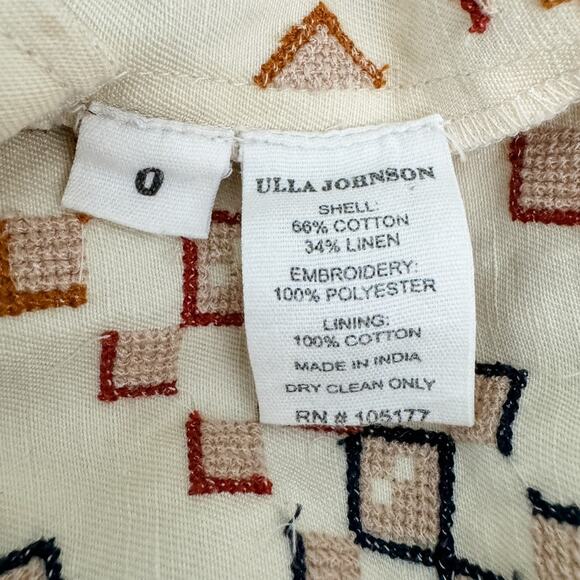 0
ULLA JOHNSON
SHELL:
66% COTTON
34% LINEN
EMBROIDERY:
100% POLYESTER
LINING:
100% COTTON
MADE IN INDIA
DRY CLEAN ONLY
RN # 105177